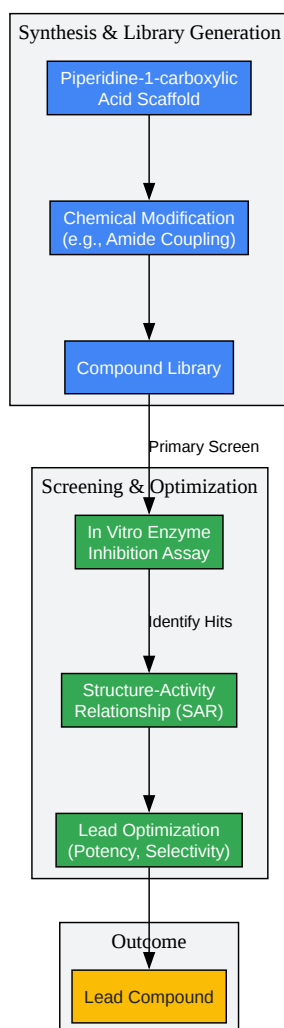 Synthesis & Library Generation
Piperidine-1-carboxylic
Acid Scaffold
Chemical Modification
(e.g., Amide Coupling)
Compound Library
Primary Screen
Screening & Optimization
In Vitro Enzyme
Inhibition Assay
Identify Hits
Structure-Activity
Relationship (SAR)
Lead Optimization
(Potency, Selectivity)
Outcome
Lead Compound